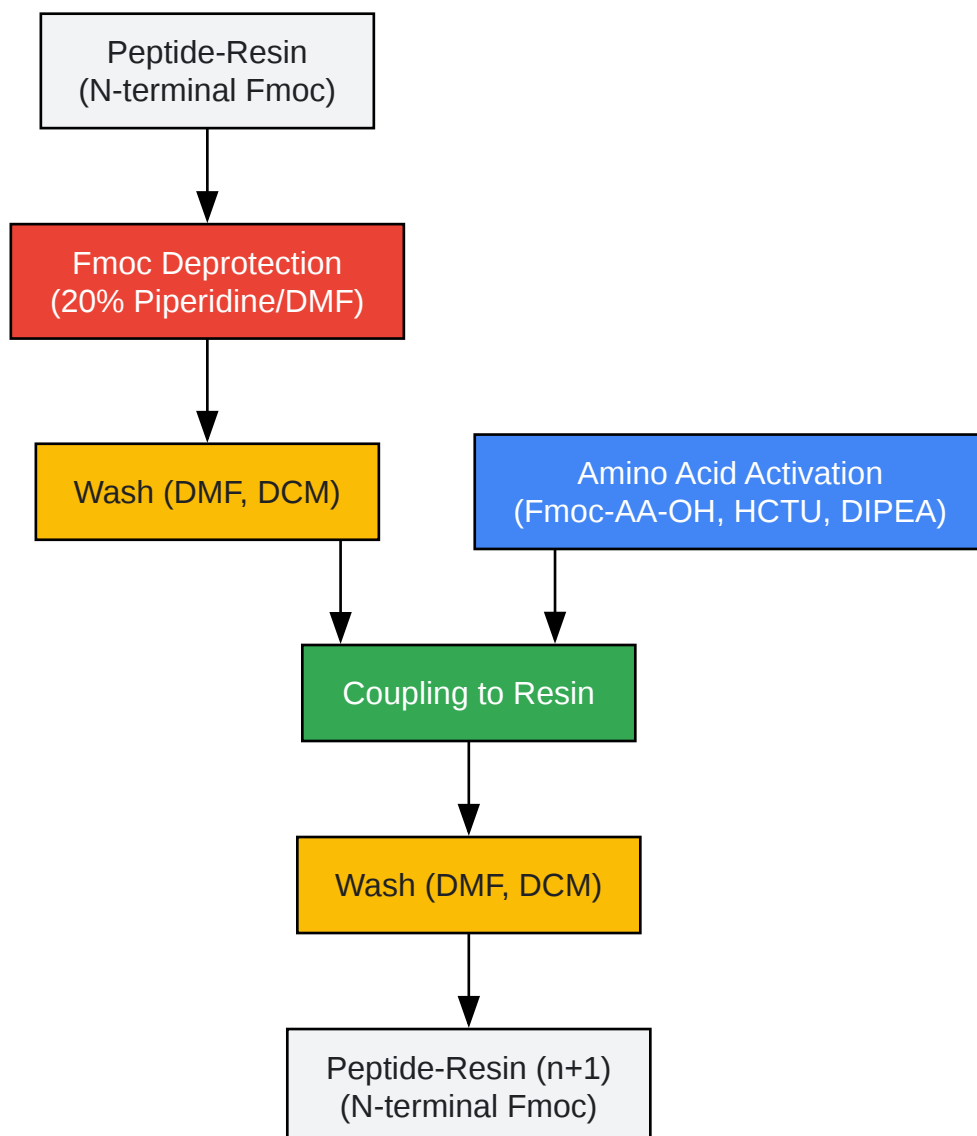 Peptide-Resin
(N-terminal Fmoc)
Fmoc Deprotection
(20% Piperidine/DMF)
Wash (DMF, DCM)
Amino Acid Activation
(Fmoc-AA-OH, HCTU, DIPEA)
Coupling to Resin
Wash (DMF, DCM)
Peptide-Resin (n+1)
(N-terminal Fmoc)